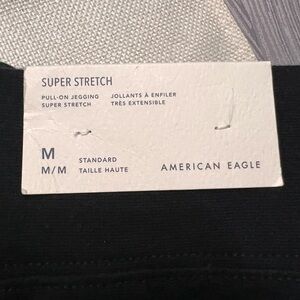 SUPER STRETCH
PULL-ON JEGGING JOLLANTS À ENFILER
SUPER STRETCH TRÈS EXTENSIBLE
M STANDARD
M/M TAILLE HAUTE
AMERICAN EAGLE